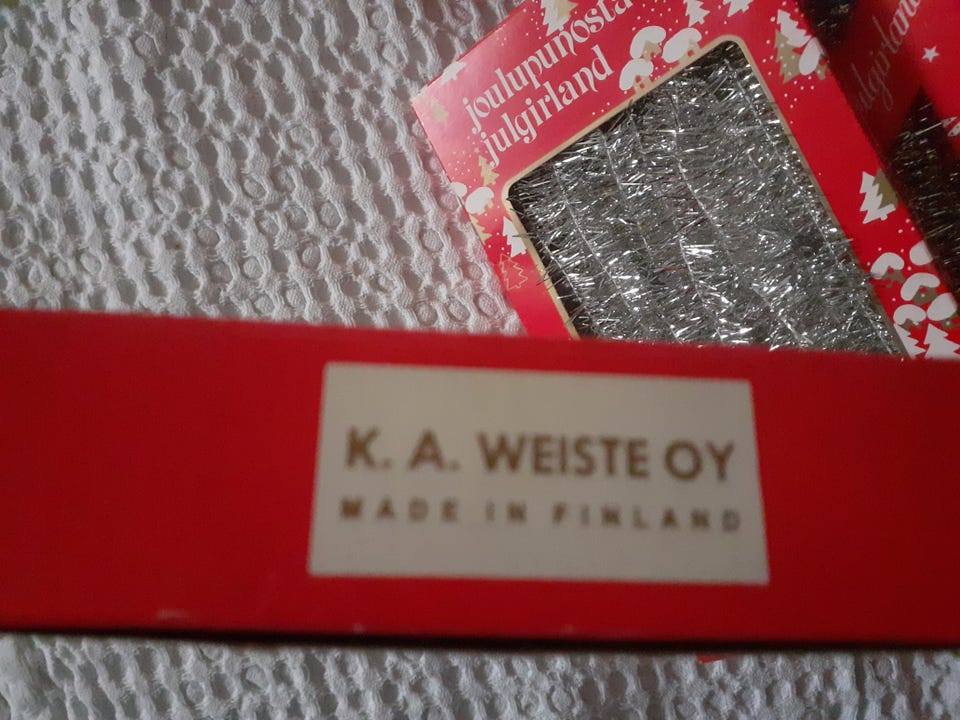 joulupunosta
julgirland
julgirland
K. A. WEISTE OY
MADE IN FINLAND